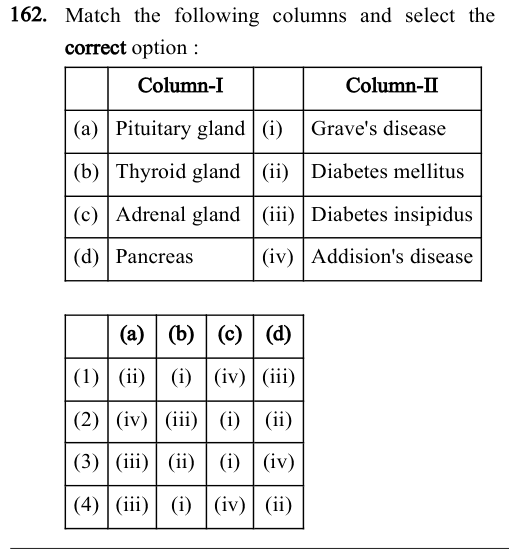 162. Match the following columns and select the
correct option :
Column-I Column-II
(a) Pituitary gland (i) Grave's disease
(b) Thyroid gland (ii) Diabetes mellitus
(c) Adrenal gland (iii) Diabetes insipidus
(d) Pancreas (iv) Addision's disease
(a) (b) (c) (d)
(1) (ii) (i) (iv) (iii)
(2) (iv) (iii) (i) (ii)
(3) (iii) (ii) (i) (iv)
(4) (iii) (i) (iv) (ii)